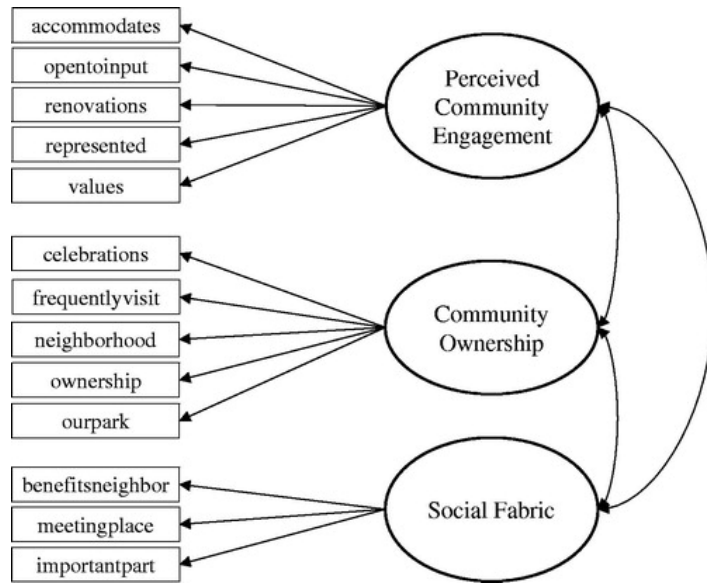 accommodates
opentoinput
renovations
represented
values
Perceived
Community
Engagement
celebrations
frequentlyvisit
neighborhood
ownership
ourpark
Community
Ownership
benefitsneighbor
meetingplace
importantpart
Social Fabric